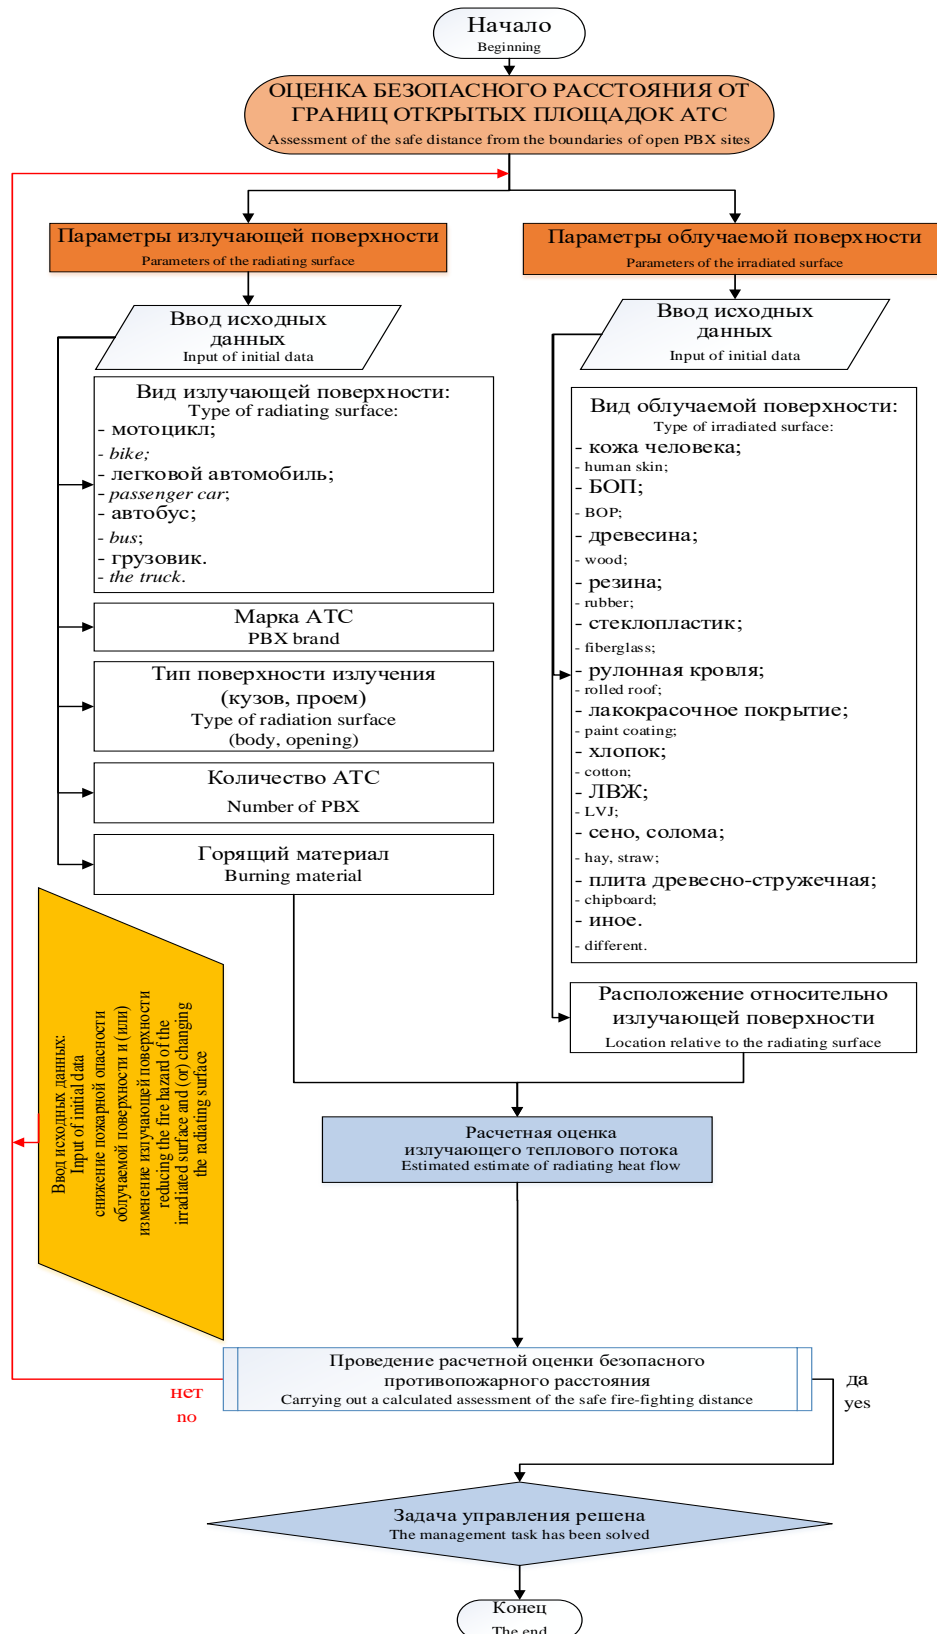 Начало
Beginning
ОЦЕНКА БЕЗОПАСНОГО РАССТОЯНИЯ ОТ
ГРАНИЦ ОТКРЫТЫХ ПЛОЩАДОК АТС
Assessment of the safe distance from the boundaries of open PBX sites
Параметры излучающей поверхности
Parameters of the radiating surface
Параметры облучаемой поверхности
Parameters of the irradiated surface
Ввод исходных
данных
Input of initial data
Ввод исходных
данных
Input of initial data
Вид излучающей поверхности:
Type of radiating surface:
- мотоцикл;
- bike;
- легковой автомобиль;
- passenger car;
- автобус;
- bus;
- грузовик.
- the truck.
Марка АТС
PBX brand
Тип поверхности излучения
(кузов, проем)
Type of radiation surface
(body, opening)
Количество АТС
Number of PBX
Горящий материал
Burning material
Вид облучаемой поверхности:
Type of irradiated surface:
- кожа человека;
- human skin;
- БОП;
- BOP;
- древесина;
- wood;
- резина;
- rubber;
- стеклопластик;
- fiberglass;
- рулонная кровля;
- rolled roof;
- лакокрасочное покрытие;
- paint coating;
- хлопок;
- cotton;
- ЛВЖ;
- LVJ;
- сено, солома;
- hay, straw;
- плита древесно-стружечная;
- chipboard;
- иное.
- different.
Расположение относительно
излучающей поверхности
Location relative to the radiating surface
Ввод исходных данных:
Input of initial data
снижение пожарной опасности
облучаемой поверхности и (или)
изменение излучающей поверхности
reducing the fire hazard of the
irradiated surface and (or) changing
the radiating surface
Расчетная оценка
излучающего теплового потока
Estimated estimate of radiating heat flow
Проведение расчетной оценки безопасного
противопожарного расстояния
Carrying out a calculated assessment of the safe fire-fighting distance
нет
no
да
yes
Задача управления решена
The management task has been solved
Конец
The end